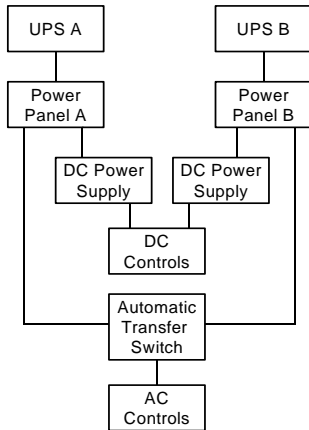 UPS A
UPS B
Power
Panel A
Power
Panel B
DC Power
Supply
DC Power
Supply
DC
Controls
Automatic
Transfer
Switch
AC
Controls